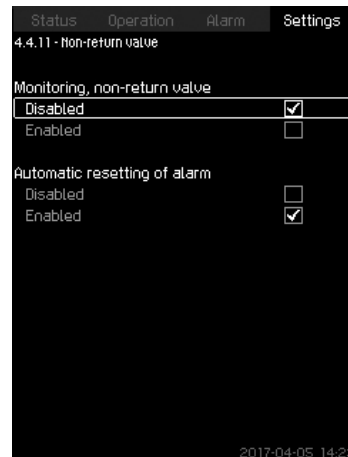 Status Operation Alarm Settings
4.4.11 - Non-return valve
Monitoring, non-return valve
Disabled
Enabled
Automatic resetting of alarm
Disabled
Enabled
2017-04-05 14:2